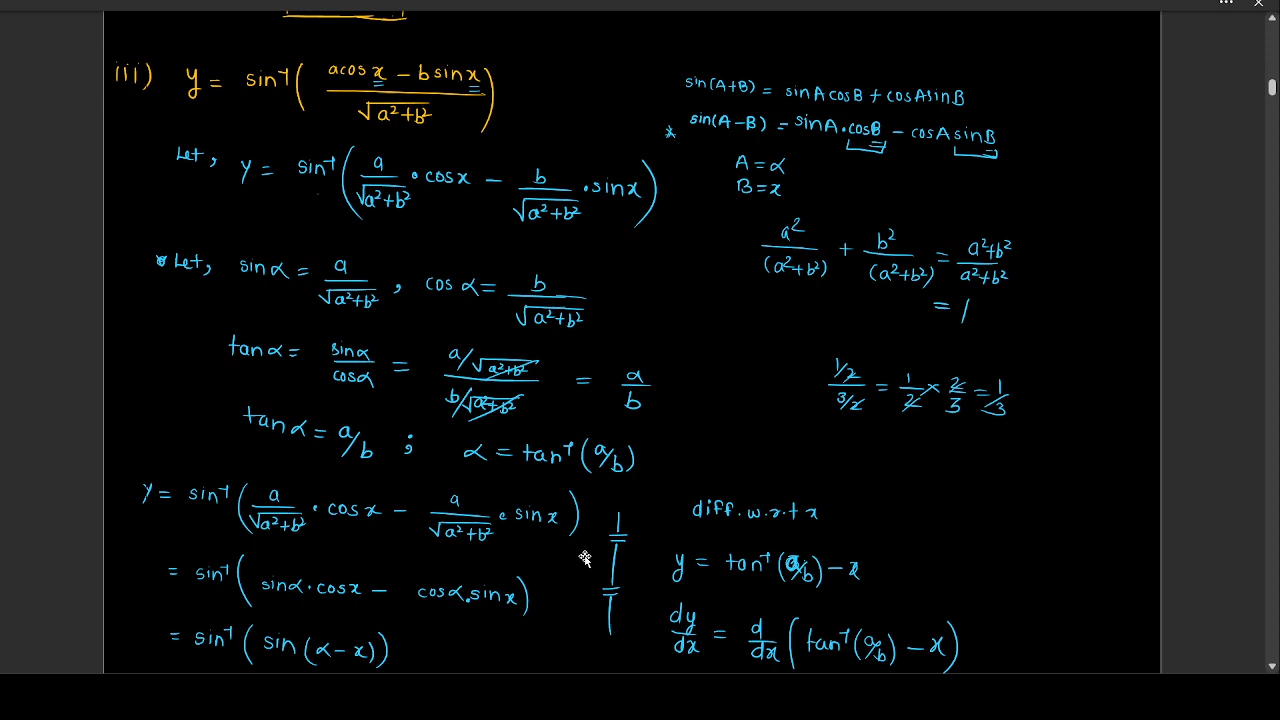 iii) y = sin⁻¹( (a cos x − b sin x) / √(a²+b²) )
sin(A+B) = sinA cosB + cosA sinB
* sin(A−B) = sinA·cosB − cosA sinB
A = α
B = x
Let, y = sin⁻¹( a/√(a²+b²) · cos x − b/√(a²+b²) · sin x )
a²/(a²+b²) + b²/(a²+b²) = (a²+b²)/(a²+b²)
= 1
* Let, sin α = a/√(a²+b²) , cos α = b/√(a²+b²)
tan α = sin α/cos α = (a/√(a²+b²))/(b/√(a²+b²)) = a/b
(1/2)/(3/2) = 1/2 × 2/3 = 1/3
tan α = a/b ; α = tan⁻¹(a/b)
y = sin⁻¹( a/√(a²+b²) · cos x − a/√(a²+b²) · sin x )
= sin⁻¹( sin α · cos x − cos α · sin x )
= sin⁻¹( sin (α − x) )
diff. w.r.t x
y = tan⁻¹(a/b) − x
dy/dx = d/dx ( tan⁻¹(a/b) − x )